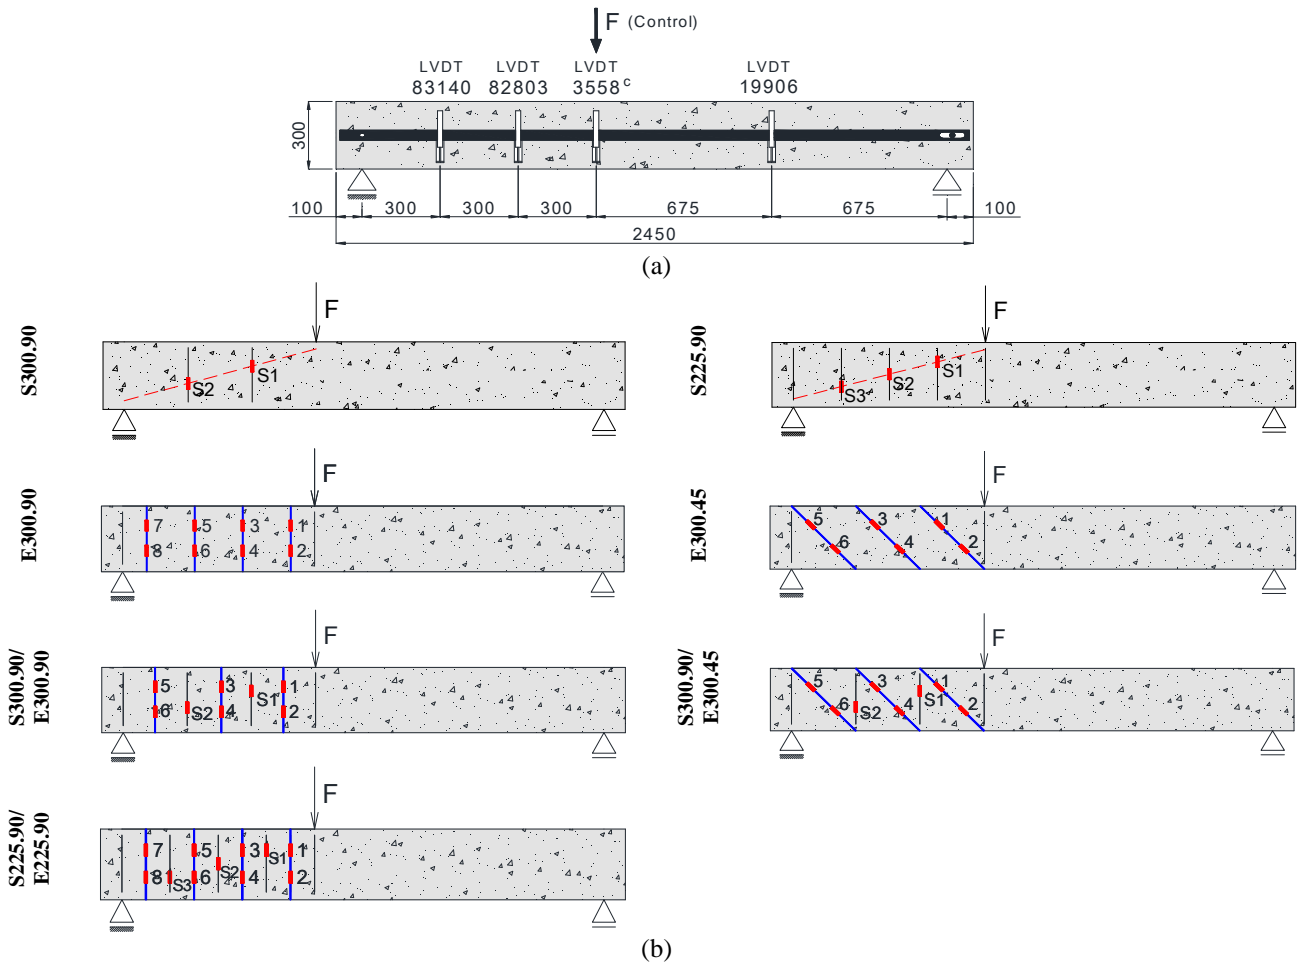 F (Control)
LVDT LVDT LVDT LVDT
83140 82803 3558 c 19906
300
100 300 300 300 675 675 100
2450
(a)
F F
S300.90
S2 S1
S225.90
S3 S2 S1
F F
E300.90
7 5 3 1
8 6 4 2
E300.45
5 3 1
6 4 2
F F
S300.90/
E300.90
5 3 S1 1
6 S2 4 2
S300.90/
E300.45
5 3 S1 1
6 S2 4 2
F
S225.90/
E225.90
7 5 3 S1 1
8 S3 6 S2 4 2
(b)